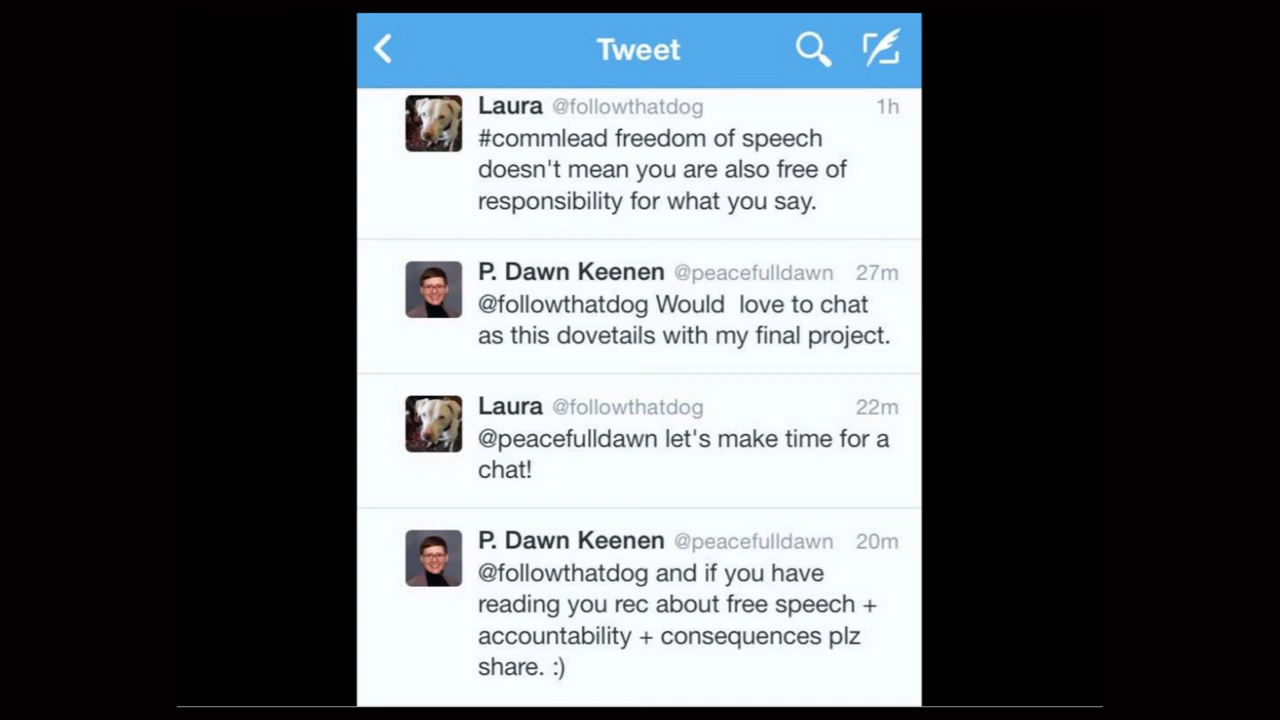 Tweet
Laura @followthatdog 1h
#commlead freedom of speech
doesn't mean you are also free of
responsibility for what you say.
P. Dawn Keenen @peacefulldawn 27m
@followthatdog Would  love to chat
as this dovetails with my final project.
Laura @followthatdog 22m
@peacefulldawn let's make time for a
chat!
P. Dawn Keenen @peacefulldawn 20m
@followthatdog and if you have
reading you rec about free speech +
accountability + consequences plz
share. :)